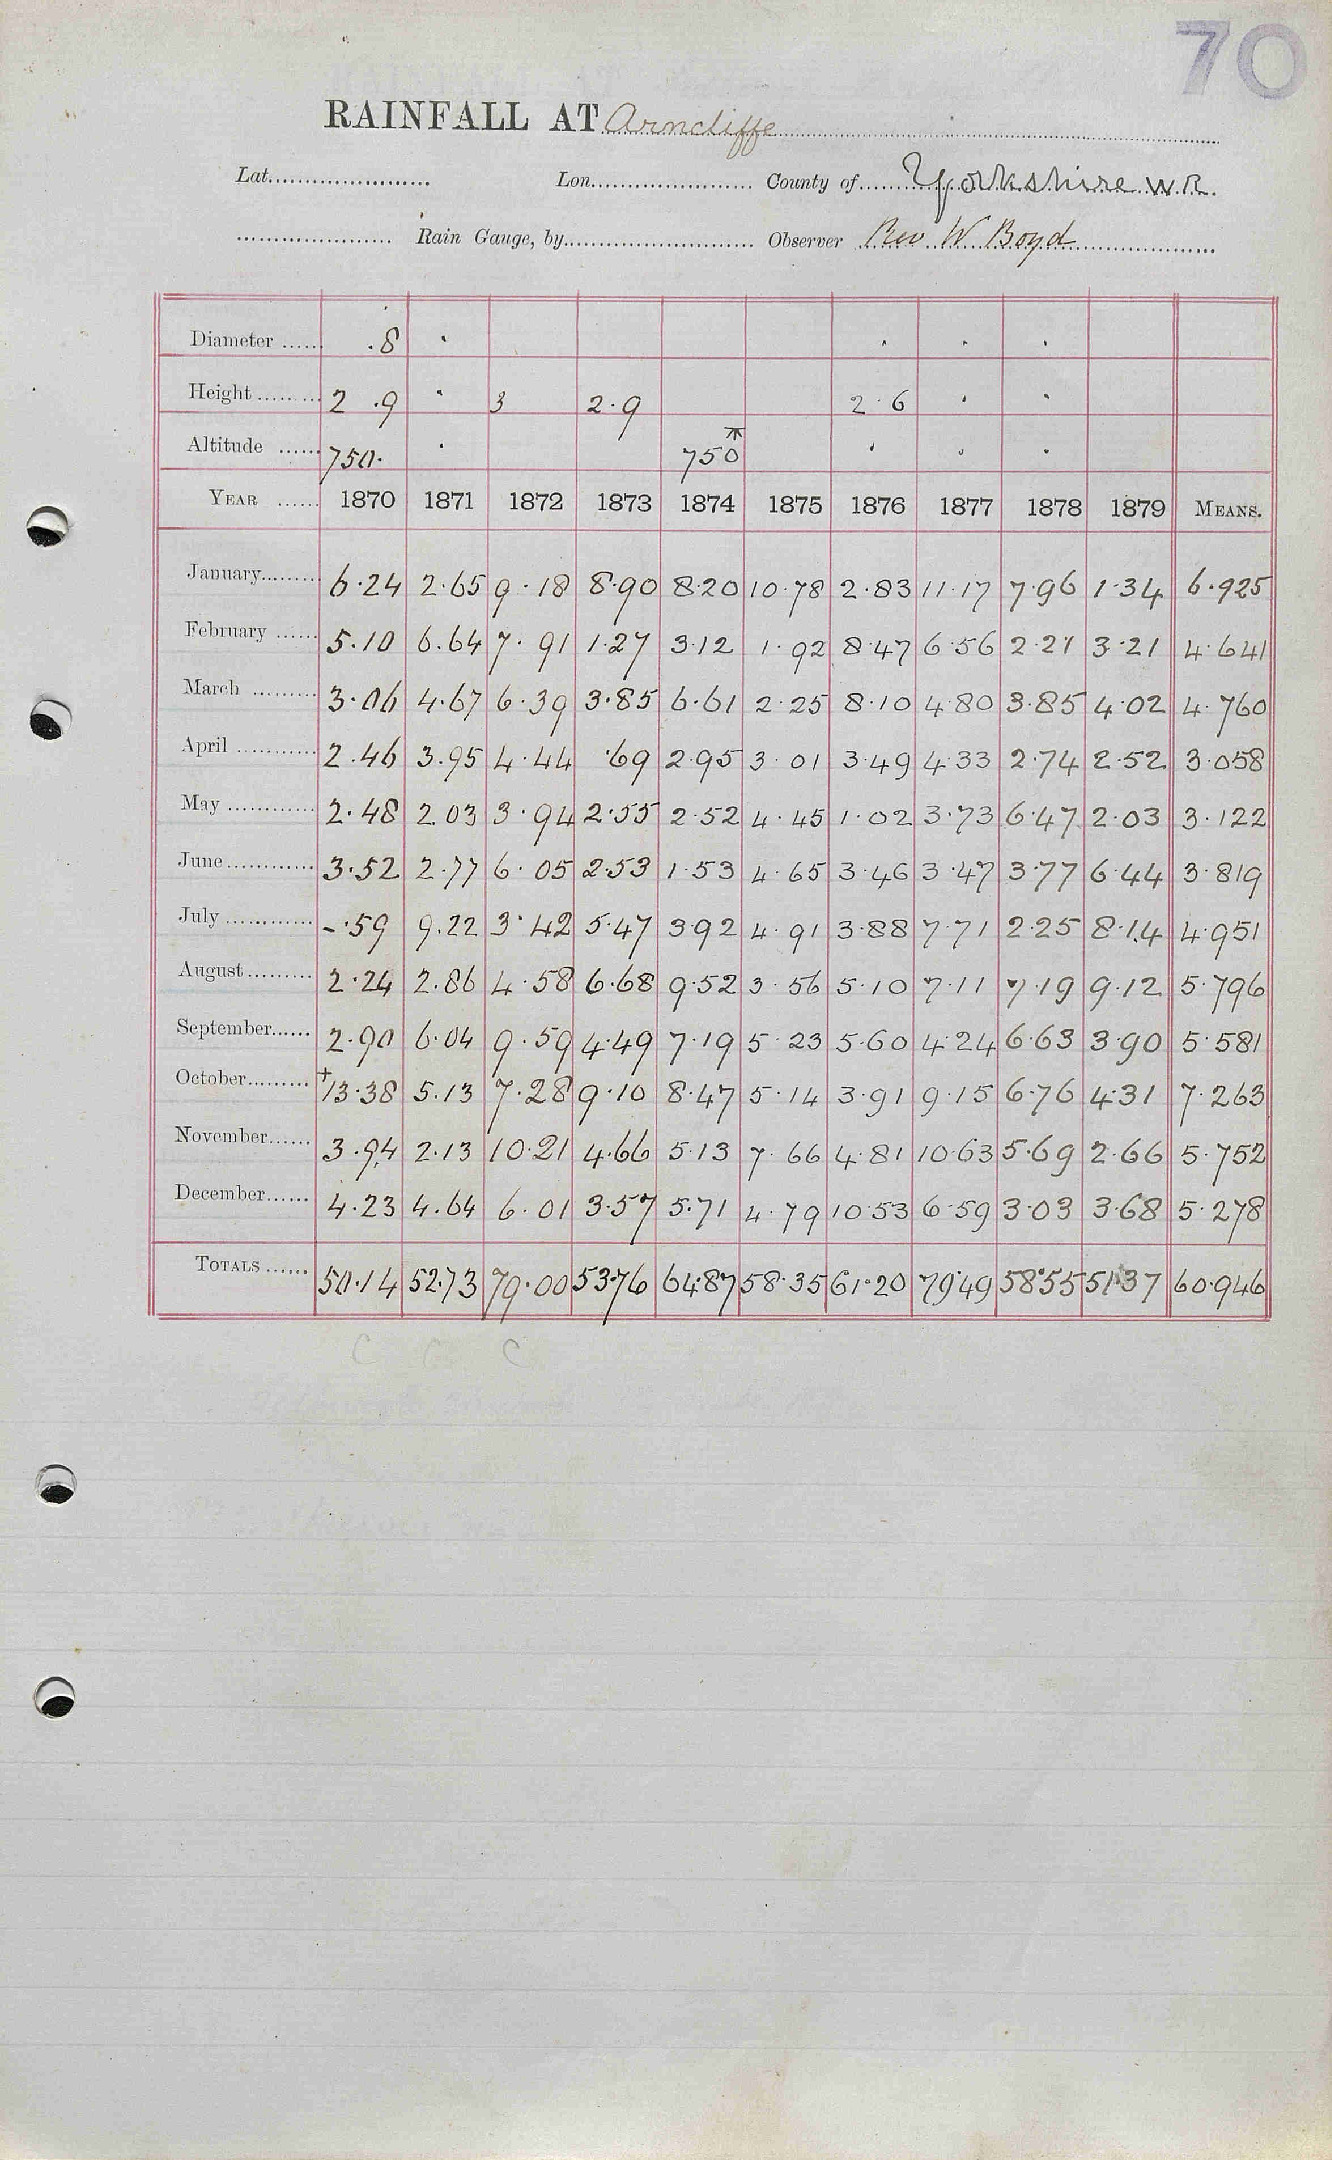 70
RAINFALL AT Arncliffe
Lat. Lon. County of Yorkshire W.R.
Rain Gauge, by Observer Rev W Boyd
Diameter .8
Height 2 .9 3 2.9 2.6
Altitude 750. 750
YEAR 1870 1871 1872 1873 1874 1875 1876 1877 1878 1879 MEANS.
January 6.24 2.65 9.18 8.90 8.20 10.78 2.83 11.17 7.96 1.34 6.925
February 5.10 6.64 7.91 1.27 3.12 1.92 8.47 6.56 2.21 3.21 4.641
March 3.06 4.67 6.39 3.85 6.61 2.25 8.10 4.80 3.85 4.02 4.760
April 2.46 3.95 4.44 .69 2.95 3.01 3.49 4.33 2.74 2.52 3.058
May 2.48 2.03 3.94 2.55 2.52 4.45 1.02 3.73 6.47 2.03 3.122
June 3.52 2.77 6.05 2.53 1.53 4.65 3.46 3.47 3.77 6.44 3.819
July -.59 9.22 3.42 5.47 3.92 4.91 3.88 7.71 2.25 8.14 4.951
August 2.24 2.86 4.58 6.68 9.52 3.56 5.10 7.11 7.19 9.12 5.796
September 2.90 6.04 9.59 4.49 7.19 5.23 5.60 4.24 6.63 3.90 5.581
October +13.38 5.13 7.28 9.10 8.47 5.14 3.91 9.15 6.76 4.31 7.263
November 3.94 2.13 10.21 4.66 5.13 7.66 4.81 10.63 5.69 2.66 5.752
December 4.23 4.64 6.01 3.57 5.71 4.79 10.53 6.59 3.03 3.68 5.278
TOTALS 50.14 52.73 79.00 53.76 64.87 58.35 61.20 79.49 58.55 51.37 60.946
C C C